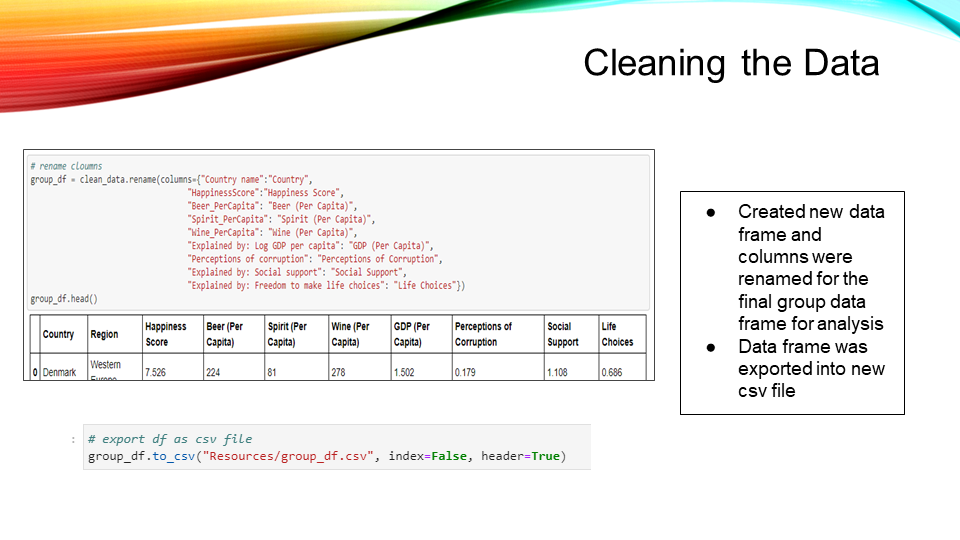 Cleaning the Data
# rename cloumns
group_df = clean_data.rename(columns={"Country name":"Country",
"HappinessScore":"Happiness Score",
"Beer_PerCapita": "Beer (Per Capita)",
"Spirit_PerCapita": "Spirit (Per Capita)",
"Wine_PerCapita": "Wine (Per Capita)",
"Explained by: Log GDP per capita": "GDP (Per Capita)",
"Perceptions of corruption": "Perceptions of Corruption",
"Explained by: Social support": "Social Support",
"Explained by: Freedom to make life choices": "Life Choices"})
group_df.head()
Country Region Happiness Score Beer (Per Capita) Spirit (Per Capita) Wine (Per Capita) GDP (Per Capita) Perceptions of Corruption Social Support Life Choices
0 Denmark Western Europe 7.526 224 81 278 1.502 0.179 1.108 0.686
: # export df as csv file
group_df.to_csv("Resources/group_df.csv", index=False, header=True)
● Created new data
frame and
columns were
renamed for the
final group data
frame for analysis
● Data frame was
exported into new
csv file